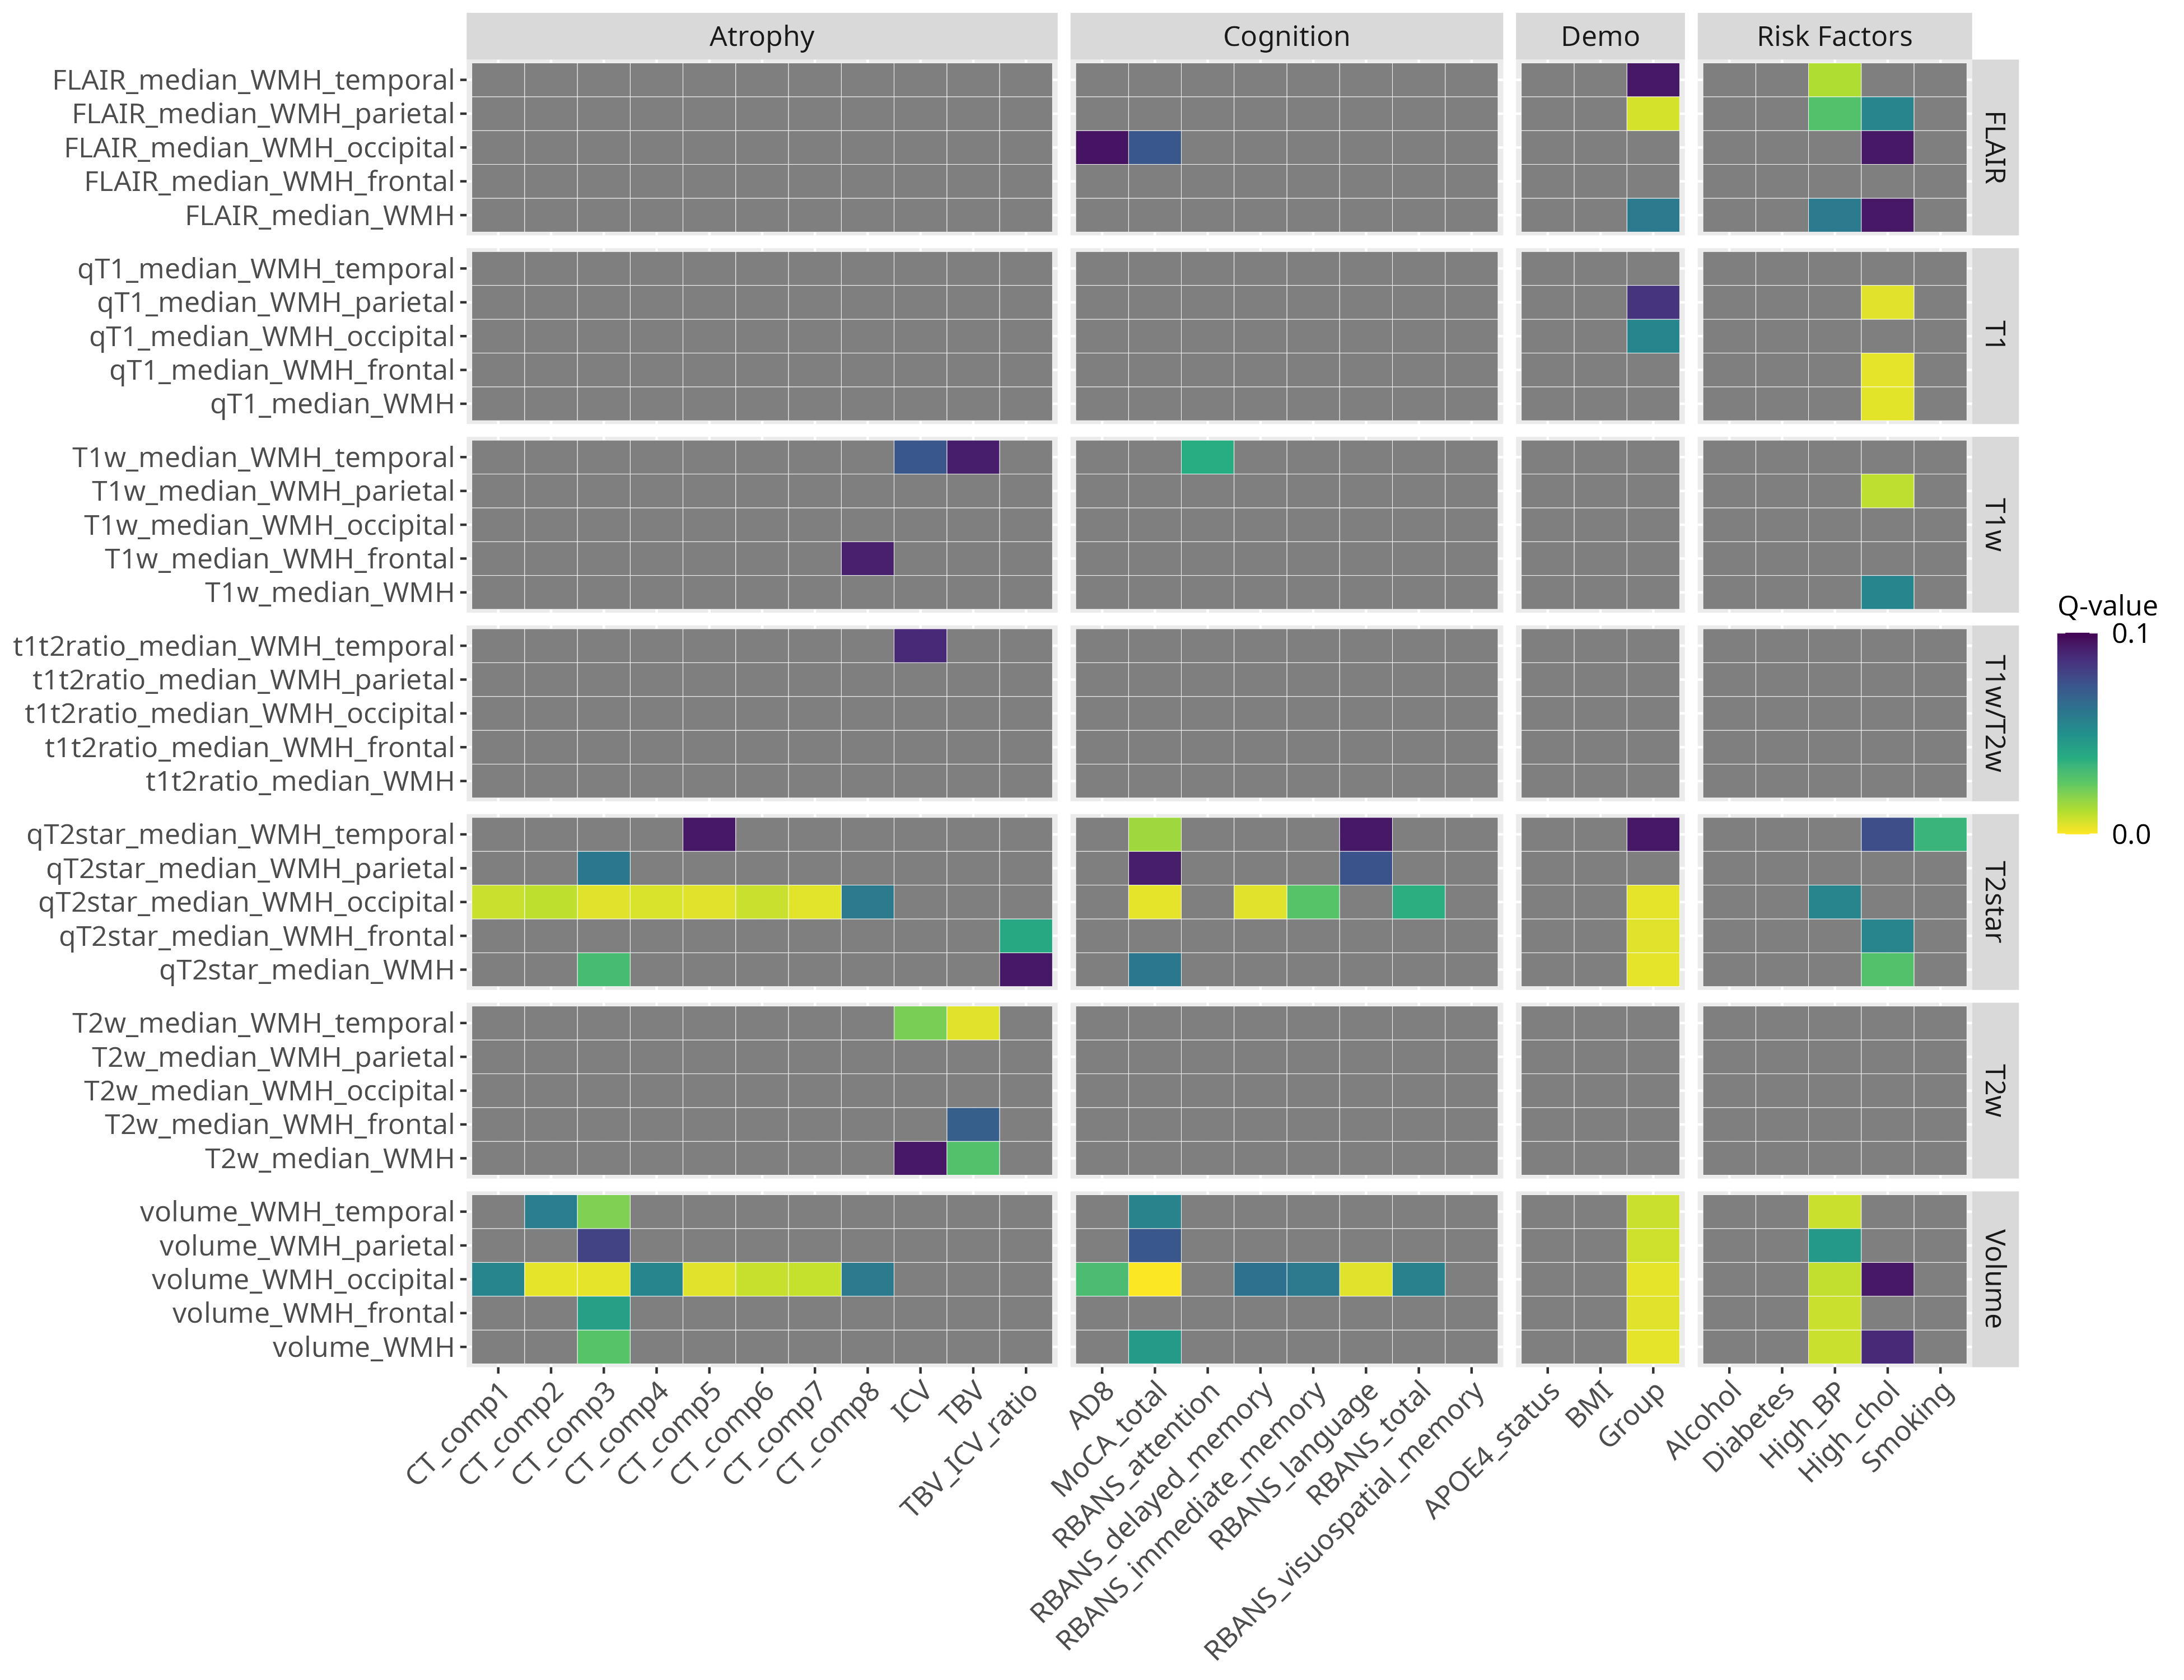 Atrophy
Cognition
Demo
Risk Factors
FLAIR_median_WMH_temporal
FLAIR_median_WMH_parietal
FLAIR_median_WMH_occipital
FLAIR_median_WMH_frontal
FLAIR_median_WMH
FLAIR
qT1_median_WMH_temporal
qT1_median_WMH_parietal
qT1_median_WMH_occipital
qT1_median_WMH_frontal
qT1_median_WMH
T1
T1w_median_WMH_temporal
T1w_median_WMH_parietal
T1w_median_WMH_occipital
T1w_median_WMH_frontal
T1w_median_WMH
T1w
t1t2ratio_median_WMH_temporal
t1t2ratio_median_WMH_parietal
t1t2ratio_median_WMH_occipital
t1t2ratio_median_WMH_frontal
t1t2ratio_median_WMH
T1w/T2w
qT2star_median_WMH_temporal
qT2star_median_WMH_parietal
qT2star_median_WMH_occipital
qT2star_median_WMH_frontal
qT2star_median_WMH
T2star
T2w_median_WMH_temporal
T2w_median_WMH_parietal
T2w_median_WMH_occipital
T2w_median_WMH_frontal
T2w_median_WMH
T2w
volume_WMH_temporal
volume_WMH_parietal
volume_WMH_occipital
volume_WMH_frontal
volume_WMH
Volume
CT_comp1
CT_comp2
CT_comp3
CT_comp4
CT_comp5
CT_comp6
CT_comp7
CT_comp8
ICV
TBV
TBV_ICV_ratio
AD8
MoCA_total
RBANS_attention
RBANS_delayed_memory
RBANS_immediate_memory
RBANS_language
RBANS_total
RBANS_visuospatial_memory
APOE4_status
BMI
Group
Alcohol
Diabetes
High_BP
High_chol
Smoking
Q-value
0.1
0.0